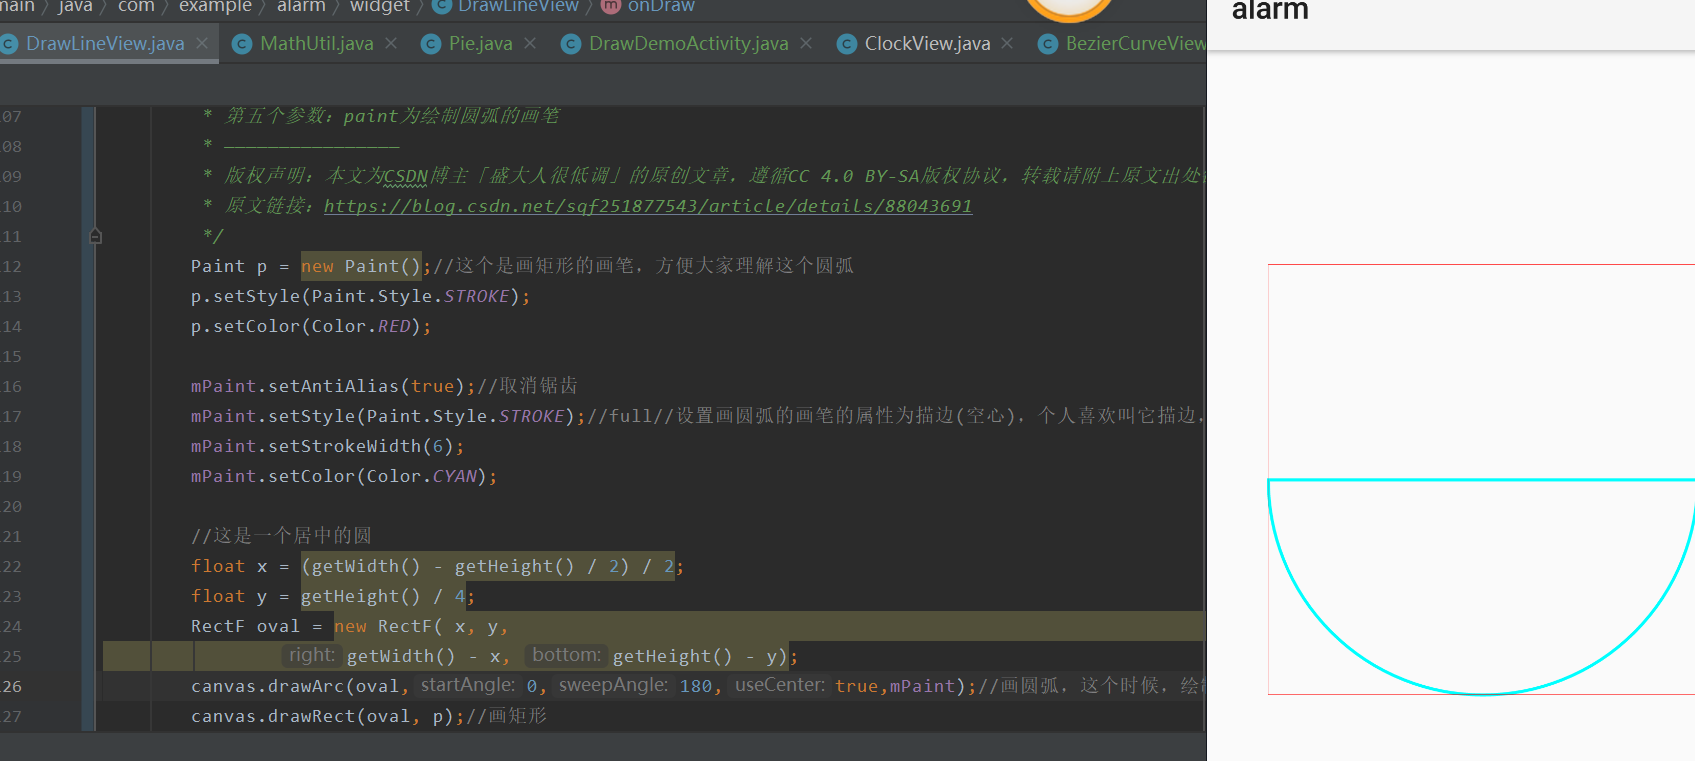 main › java › com › example › alarm › widget › DrawLineView › onDraw
DrawLineView.java MathUtil.java Pie.java DrawDemoActivity.java ClockView.java BezierCurveView
07 * 第五个参数：paint为绘制圆弧的画笔
08 * ————————————————
09 * 版权声明：本文为CSDN博主「盛大人很低调」的原创文章，遵循CC 4.0 BY-SA版权协议，转载请附上原文出处
10 * 原文链接：https://blog.csdn.net/sqf251877543/article/details/88043691
11 */
12 Paint p = new Paint();//这个是画矩形的画笔，方便大家理解这个圆弧
13 p.setStyle(Paint.Style.STROKE);
14 p.setColor(Color.RED);
15
16 mPaint.setAntiAlias(true);//取消锯齿
17 mPaint.setStyle(Paint.Style.STROKE);//full//设置画圆弧的画笔的属性为描边(空心)，个人喜欢叫它描边，
18 mPaint.setStrokeWidth(6);
19 mPaint.setColor(Color.CYAN);
20
21 //这是一个居中的圆
22 float x = (getWidth() - getHeight() / 2) / 2;
23 float y = getHeight() / 4;
24 RectF oval = new RectF( x, y,
25 right: getWidth() - x, bottom: getHeight() - y);
26 canvas.drawArc(oval, startAngle: 0, sweepAngle: 180, useCenter: true,mPaint);//画圆弧，这个时候，绘
27 canvas.drawRect(oval, p);//画矩形
alarm